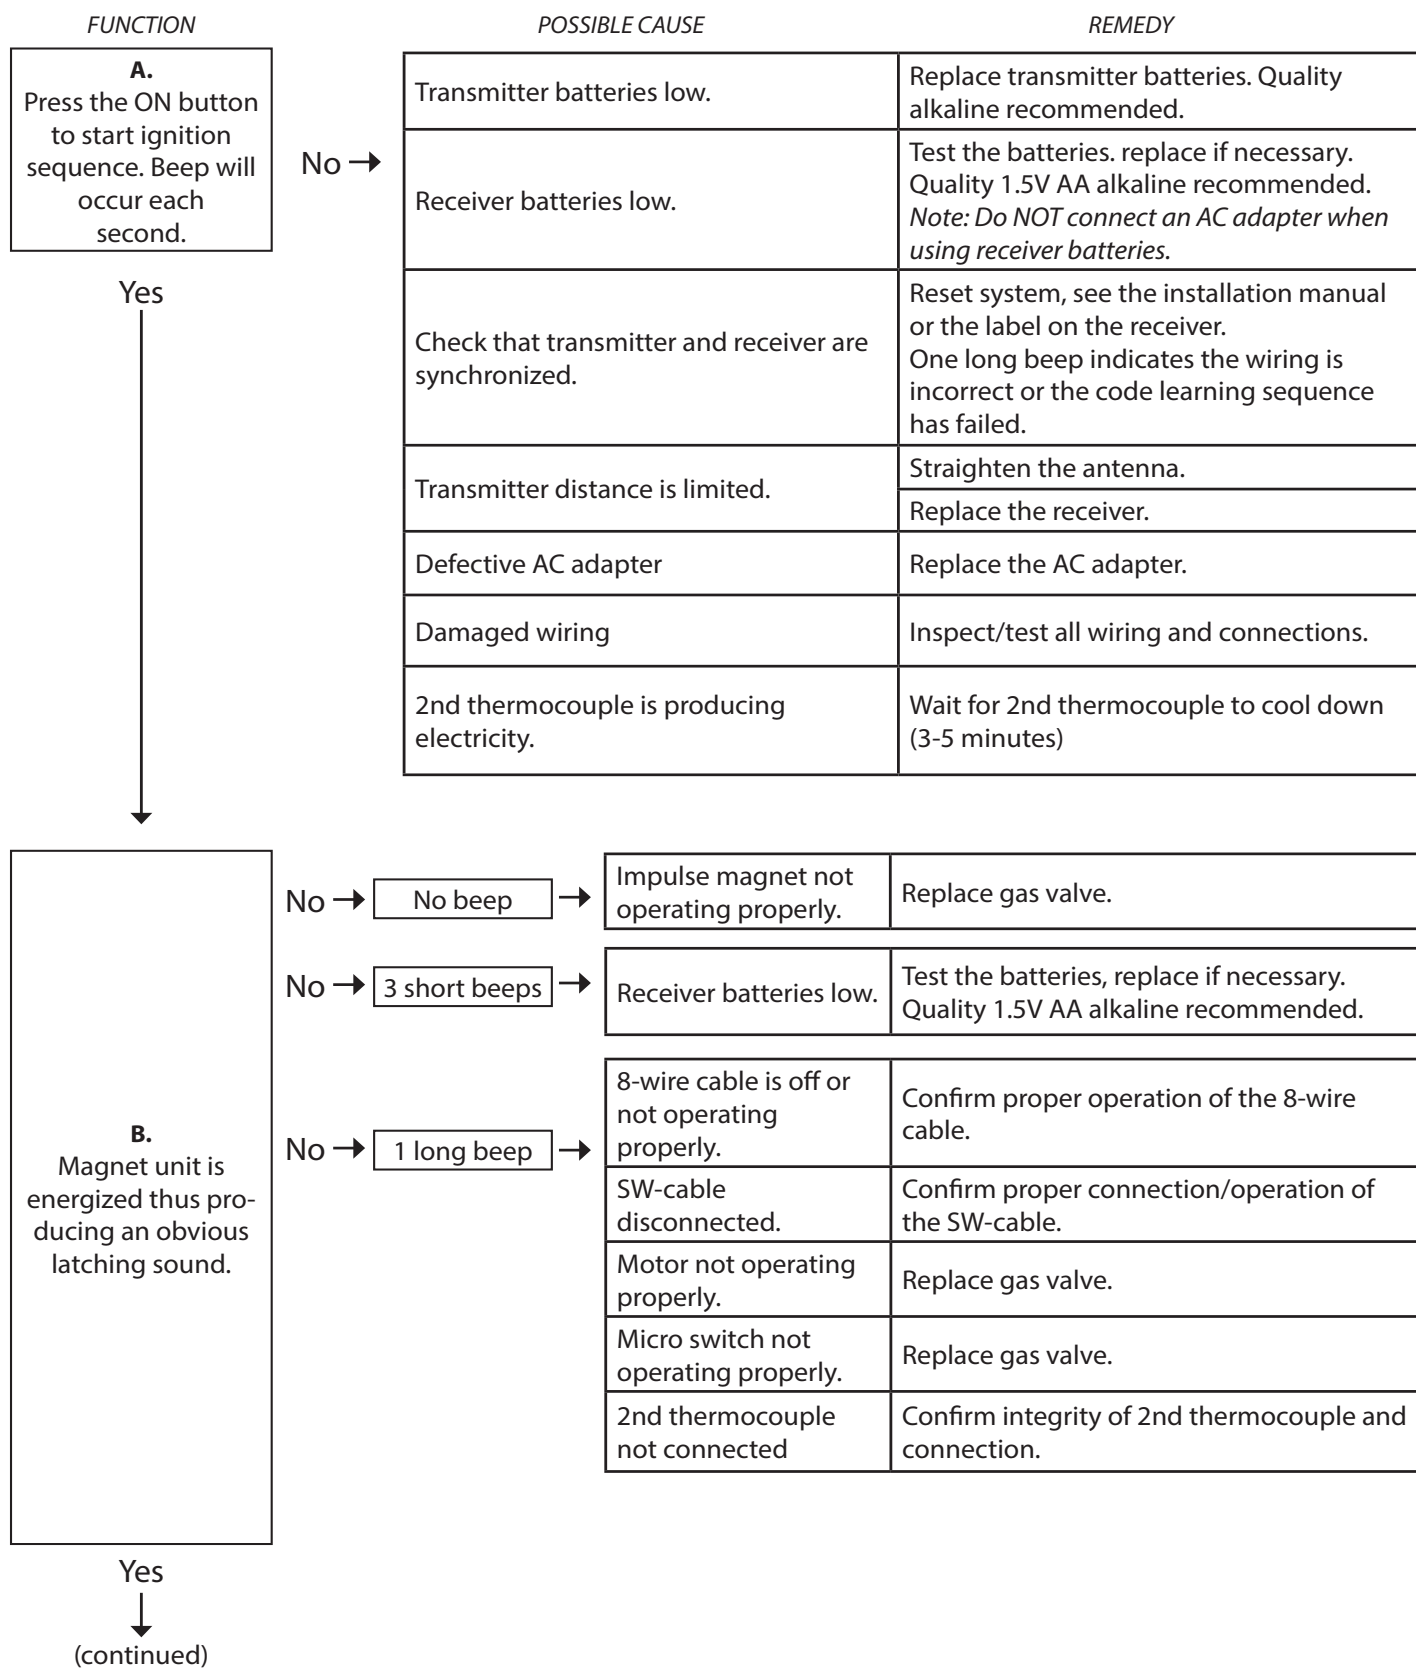 FUNCTION
POSSIBLE CAUSE
REMEDY
A.
Press the ON button
to start ignition
sequence. Beep will
occur each
second.
No
Transmitter batteries low.
Replace transmitter batteries. Quality
alkaline recommended.
Receiver batteries low.
Test the batteries. replace if necessary.
Quality 1.5V AA alkaline recommended.
Note: Do NOT connect an AC adapter when
using receiver batteries.
Check that transmitter and receiver are
synchronized.
Reset system, see the installation manual
or the label on the receiver.
One long beep indicates the wiring is
incorrect or the code learning sequence
has failed.
Transmitter distance is limited.
Straighten the antenna.
Replace the receiver.
Defective AC adapter
Replace the AC adapter.
Damaged wiring
Inspect/test all wiring and connections.
2nd thermocouple is producing
electricity.
Wait for 2nd thermocouple to cool down
(3-5 minutes)
Yes
B.
Magnet unit is
energized thus pro-
ducing an obvious
latching sound.
No
No beep
Impulse magnet not
operating properly.
Replace gas valve.
No
3 short beeps
Receiver batteries low.
Test the batteries, replace if necessary.
Quality 1.5V AA alkaline recommended.
No
1 long beep
8-wire cable is off or
not operating
properly.
Confirm proper operation of the 8-wire
cable.
SW-cable
disconnected.
Confirm proper connection/operation of
the SW-cable.
Motor not operating
properly.
Replace gas valve.
Micro switch not
operating properly.
Replace gas valve.
2nd thermocouple
not connected
Confirm integrity of 2nd thermocouple and
connection.
Yes
(continued)